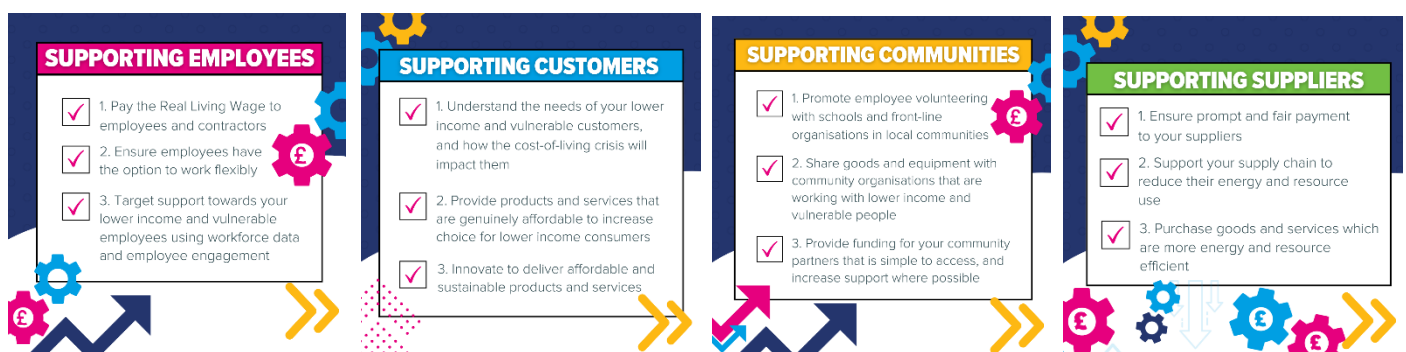 SUPPORTING EMPLOYEES
1. Pay the Real Living Wage to
employees and contractors
2. Ensure employees have
the option to work flexibly
3. Target support towards your
lower income and vulnerable
employees using workforce data
and employee engagement
£
£
SUPPORTING CUSTOMERS
1. Understand the needs of your lower
income and vulnerable customers,
and how the cost-of-living crisis will
impact them
2. Provide products and services that
are genuinely affordable to increase
choice for lower income consumers
3. Innovate to deliver affordable and
sustainable products and services
SUPPORTING COMMUNITIES
1. Promote employee volunteering
with schools and front-line
organisations in local communities
£
2. Share goods and equipment with
community organisations that are
working with lower income and
vulnerable people
3. Provide funding for your community
partners that is simple to access, and
increase support where possible
SUPPORTING SUPPLIERS
1. Ensure prompt and fair payment
to your suppliers
2. Support your supply chain to
reduce their energy and resource
use
3. Purchase goods and services which
are more energy and resource
efficient
£
£
£